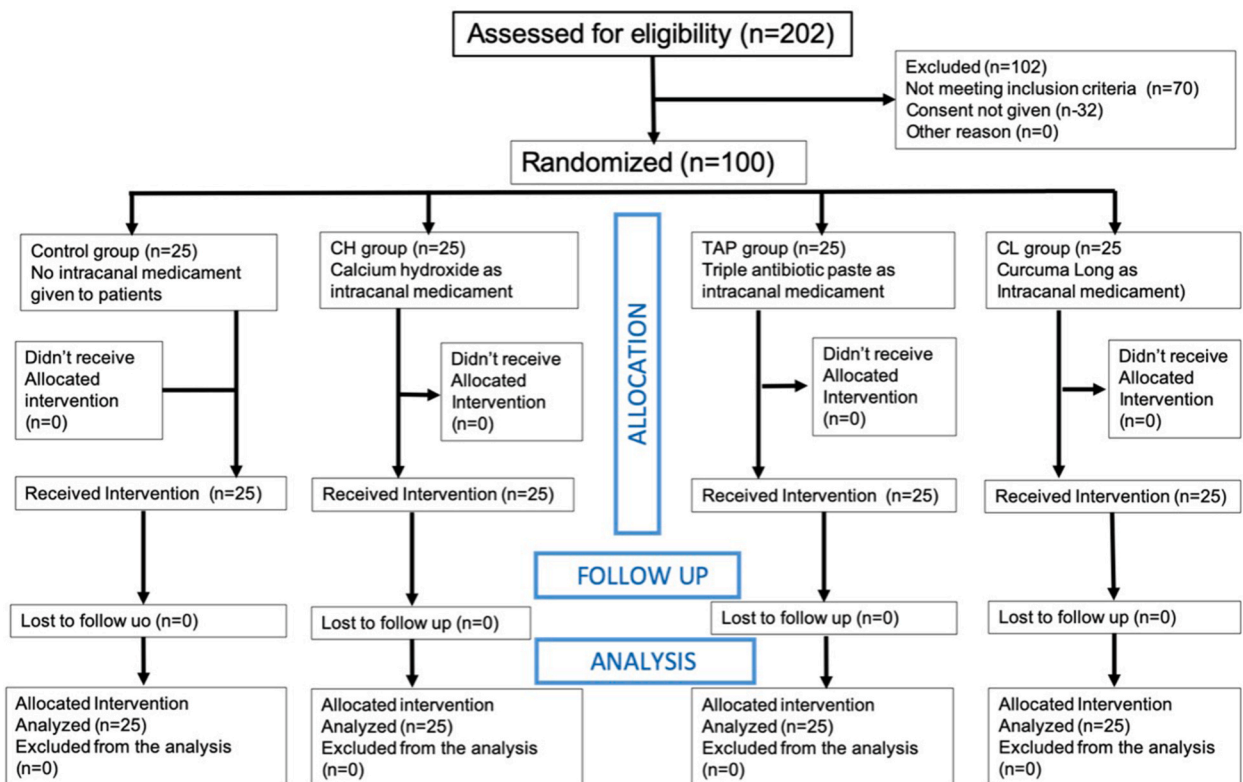 Assessed for eligibility (n=202)
Excluded (n=102)
Not meeting inclusion criteria (n=70)
Consent not given (n-32)
Other reason (n=0)
Randomized (n=100)
Control group (n=25)
No intracanal medicament
given to patients
CH group (n=25)
Calcium hydroxide as
intracanal medicament
TAP group (n=25)
Triple antibiotic paste as
intracanal medicament
CL group (n=25
Curcuma Long as
Intracanal medicament)
ALLOCATION
Didn't receive
Allocated
intervention
(n=0)
Didn't receive
Allocated
Intervention
(n=0)
Didn't receive
Allocated
Intervention
(n=0)
Didn't receive
Allocated
Intervention
(n=0)
Received Intervention (n=25)
Received Intervention (n=25)
Received Intervention (n=25)
Received Intervention (n=25)
FOLLOW UP
Lost to follow uo (n=0)
Lost to follow up (n=0)
Lost to follow up (n=0)
Lost to follow up (n=0)
ANALYSIS
Allocated Intervention
Analyzed (n=25)
Excluded from the analysis
(n=0)
Allocated intervention
Analyzed (n=25)
Excluded from the analysis
(n=0)
Allocated intervention
Analyzed (n=25)
Excluded from the analysis
(n=0)
Allocated Intervention
Analyzed (n=25)
Excluded from the analysis
(n=0)